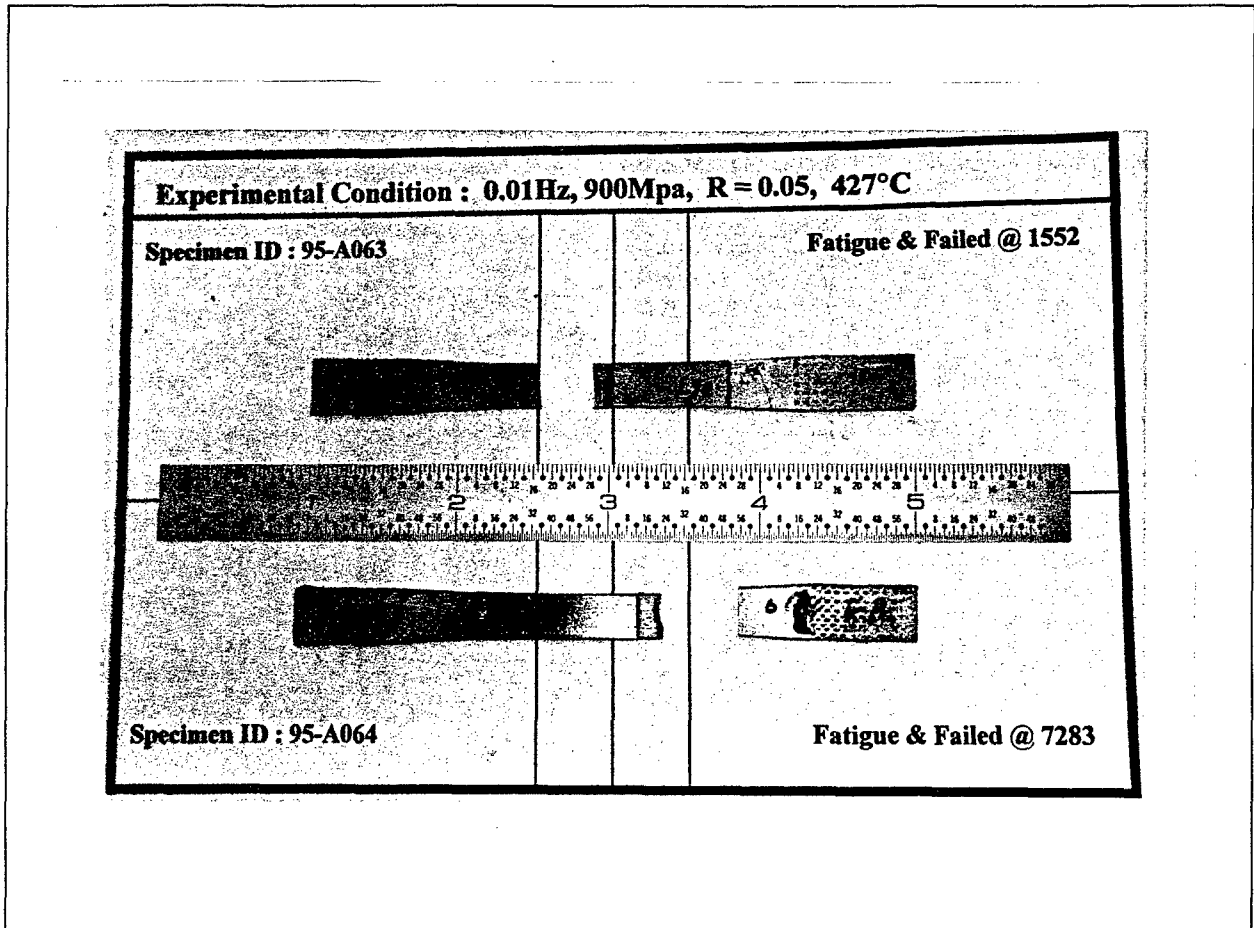 Experimental Condition : 0.01Hz, 900Mpa, R = 0.05, 427°C
Specimen ID : 95-A063
Fatigue & Failed @ 1552
2 3 4 5
Specimen ID : 95-A064
Fatigue & Failed @ 7283